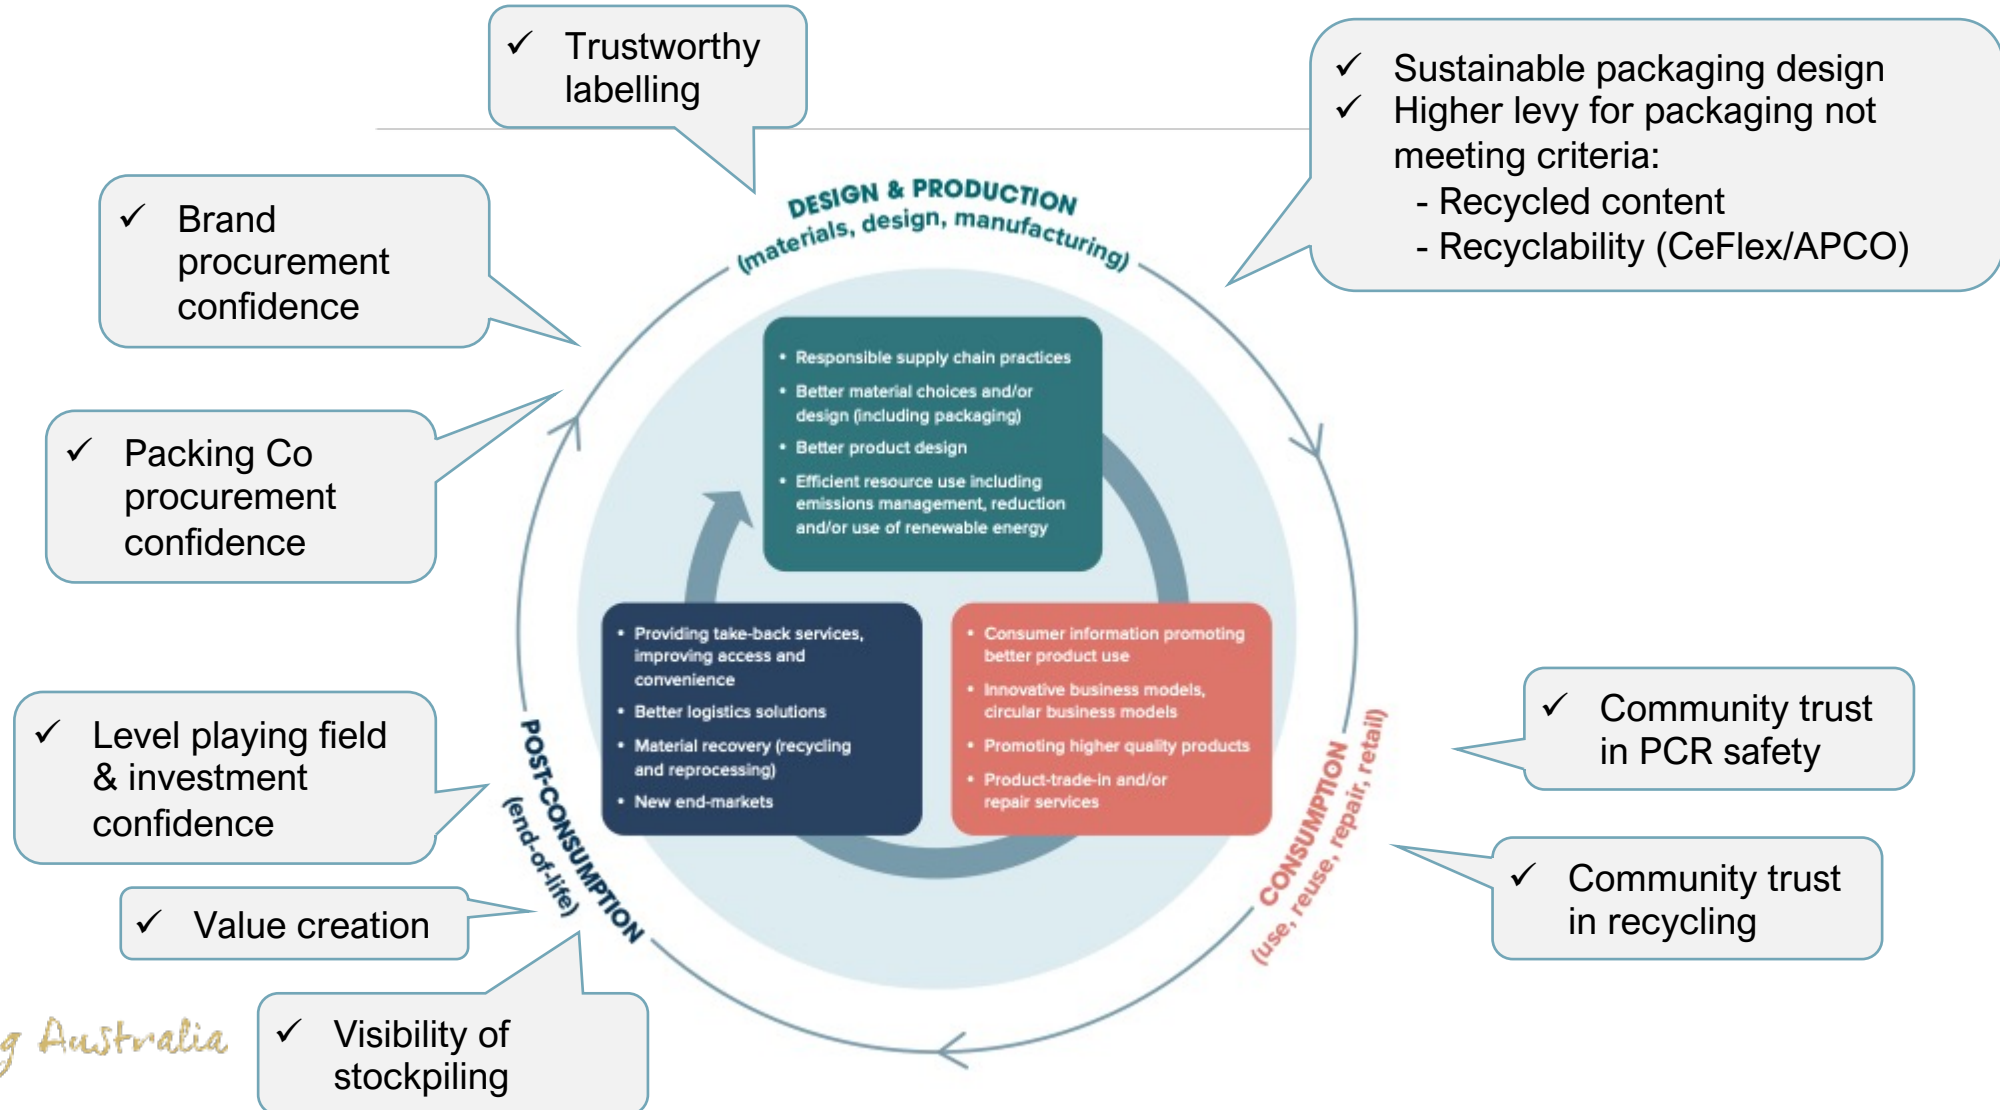 ✓ Trustworthy
labelling
✓ Sustainable packaging design
✓ Higher levy for packaging not
meeting criteria:
- Recycled content
- Recyclability (CeFlex/APCO)
✓ Brand
procurement
confidence
✓ Packing Co
procurement
confidence
DESIGN & PRODUCTION
(materials, design, manufacturing)
• Responsible supply chain practices
• Better material choices and/or
design (including packaging)
• Better product design
• Efficient resource use including
emissions management, reduction
and/or use of renewable energy
• Providing take-back services,
improving access and
convenience
• Better logistics solutions
• Material recovery (recycling
and reprocessing)
• New end-markets
• Consumer information promoting
better product use
• Innovative business models,
circular business models
• Promoting higher quality products
• Product-trade-in and/or
repair services
POST-CONSUMPTION
(end-of-life)
CONSUMPTION
(use, reuse, repair, retail)
✓ Level playing field
& investment
confidence
✓ Value creation
✓ Visibility of
stockpiling
✓ Community trust
in PCR safety
✓ Community trust
in recycling
g Australia